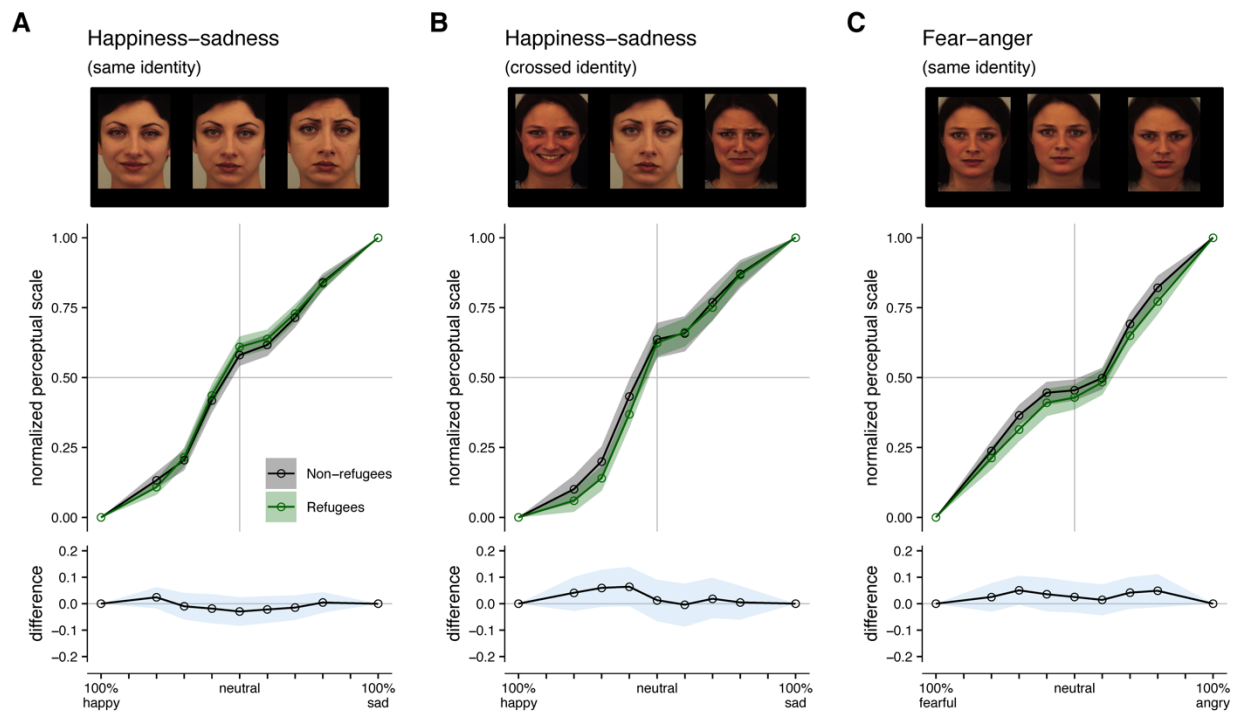 A
Happiness−sadness
(same identity)
normalized perceptual scale
1.00
0.75
0.50
0.25
0.00
Non−refugees
Refugees
difference
0.2
0.1
0.0
−0.1
−0.2
100%
happy
neutral
100%
sad
B
Happiness−sadness
(crossed identity)
normalized perceptual scale
1.00
0.75
0.50
0.25
0.00
difference
0.2
0.1
0.0
−0.1
−0.2
100%
happy
neutral
100%
sad
C
Fear−anger
(same identity)
normalized perceptual scale
1.00
0.75
0.50
0.25
0.00
difference
0.2
0.1
0.0
−0.1
−0.2
100%
fearful
neutral
100%
angry